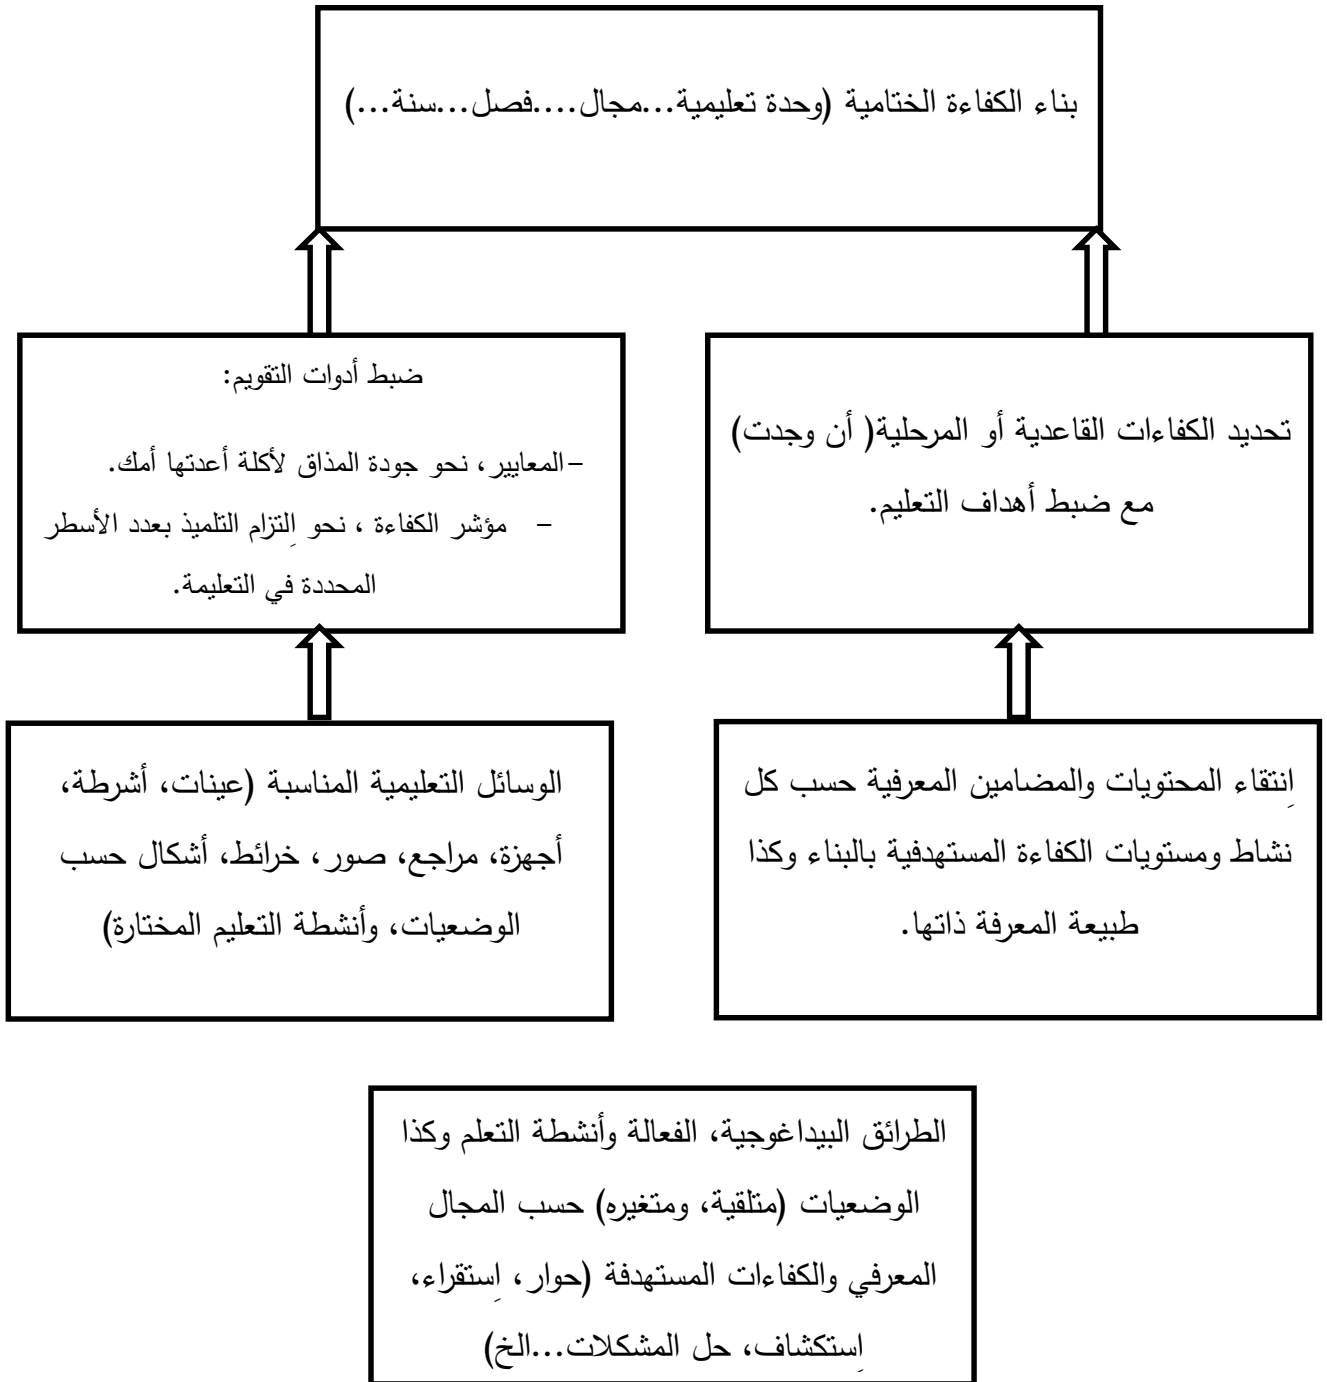 بناء الكفاءة الختامية (وحدة تعليمية...مجال....فصل...سنة...)
تحديد الكفاءات القاعدية أو المرحلية( أن وجدت)
مع ضبط أهداف التعليم.
ضبط أدوات التقويم:
-المعايير، نحو جودة المذاق لأكلة أعدتها أمك.
- مؤشر الكفاءة ، نحو اِلتزام التلميذ بعدد الأسطر
المحددة في التعليمة.
اِنتقاء المحتويات والمضامين المعرفية حسب كل
نشاط ومستويات الكفاءة المستهدفية بالبناء وكذا
طبيعة المعرفة ذاتها.
الوسائل التعليمية المناسبة (عينات، أشرطة،
أجهزة، مراجع، صور، خرائط، أشكال حسب
الوضعيات، وأنشطة التعليم المختارة)
الطرائق البيداغوجية، الفعالة وأنشطة التعلم وكذا
الوضعيات (متلقية، ومتغيره) حسب المجال
المعرفي والكفاءات المستهدفة (حوار، اِستقراء،
اِستكشاف، حل المشكلات...الخ)